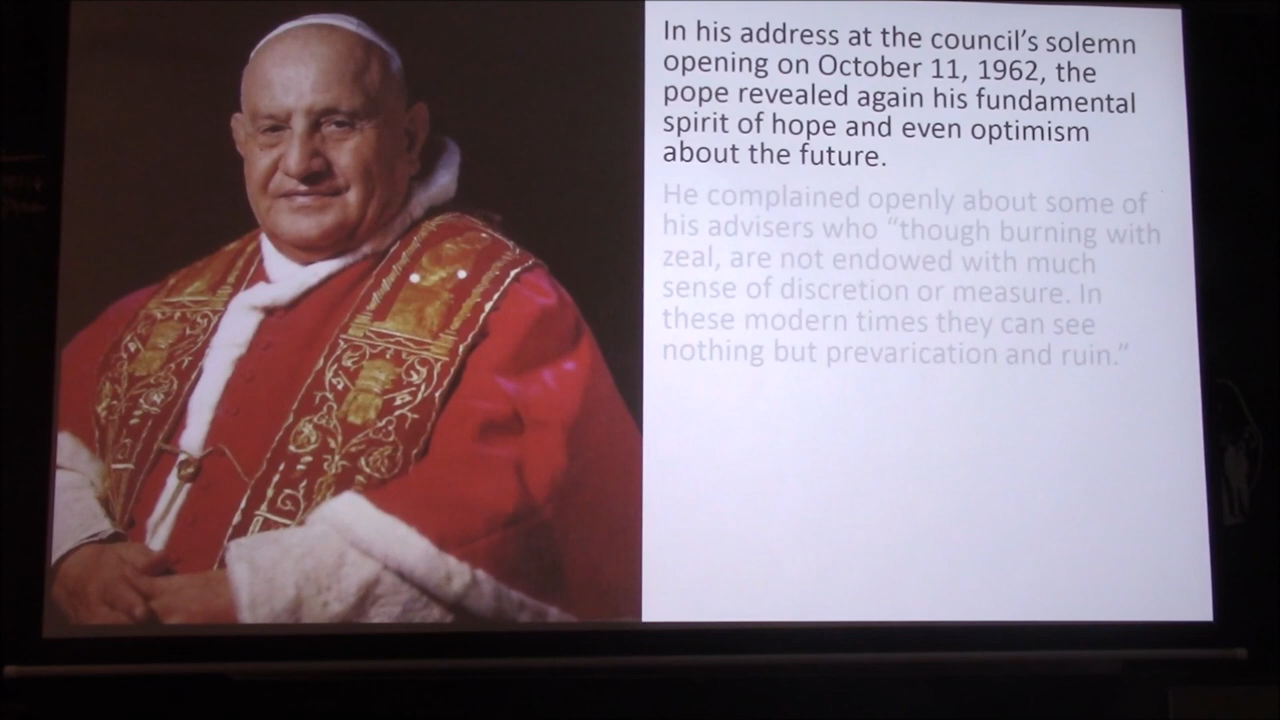 In his address at the council’s solemn
opening on October 11, 1962, the
pope revealed again his fundamental
spirit of hope and even optimism
about the future.
He complained openly about some of
his advisers who “though burning with
zeal, are not endowed with much
sense of discretion or measure. In
these modern times they can see
nothing but prevarication and ruin.”